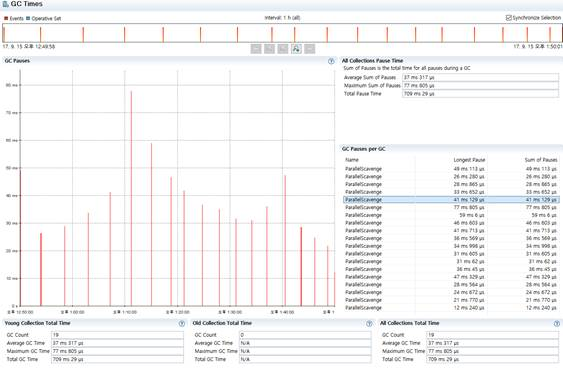 GC Times
Events Operative Set
Interval: 1 h (all)
Synchronize Selection
17. 9. 15 오후 12:49:58
17. 9. 15 오후 1:50:01
GC Pauses
80 ms
70 ms
60 ms
50 ms
40 ms
30 ms
20 ms
10 ms
0 ms
오후 12:50:00
오후 1:00:00
오후 1:10:00
오후 1:20:00
오후 1:30:00
오후 1:40:00
All Collections Pause Time
Sum of Pauses is the total time for all pauses during a GC
Average Sum of Pauses 37 ms 317 µs
Maximum Sum of Pauses 77 ms 805 µs
Total Pause Time 709 ms 29 µs
GC Pauses per GC
Name Longest Pause Sum of Pauses
ParallelScavenge 49 ms 113 µs 49 ms 113 µs
ParallelScavenge 26 ms 280 µs 26 ms 280 µs
ParallelScavenge 28 ms 865 µs 28 ms 865 µs
ParallelScavenge 33 ms 652 µs 33 ms 652 µs
ParallelScavenge 41 ms 129 µs 41 ms 129 µs
ParallelScavenge 77 ms 805 µs 77 ms 805 µs
ParallelScavenge 59 ms 6 µs 59 ms 6 µs
ParallelScavenge 46 ms 603 µs 46 ms 603 µs
ParallelScavenge 41 ms 713 µs 41 ms 713 µs
ParallelScavenge 36 ms 569 µs 36 ms 569 µs
ParallelScavenge 34 ms 998 µs 34 ms 998 µs
ParallelScavenge 31 ms 605 µs 31 ms 605 µs
ParallelScavenge 31 ms 62 µs 31 ms 62 µs
ParallelScavenge 36 ms 45 µs 36 ms 45 µs
ParallelScavenge 47 ms 329 µs 47 ms 329 µs
ParallelScavenge 28 ms 564 µs 28 ms 564 µs
ParallelScavenge 24 ms 672 µs 24 ms 672 µs
ParallelScavenge 21 ms 770 µs 21 ms 770 µs
ParallelScavenge 12 ms 240 µs 12 ms 240 µs
Young Collection Total Time
GC Count 19
Average GC Time 37 ms 317 µs
Maximum GC Time 77 ms 805 µs
Total GC Time 709 ms 29 µs
Old Collection Total Time
GC Count 0
Average GC Time N/A
Maximum GC Time N/A
Total GC Time N/A
All Collections Total Time
GC Count 19
Average GC Time 37 ms 317 µs
Maximum GC Time 77 ms 805 µs
Total GC Time 709 ms 29 µs